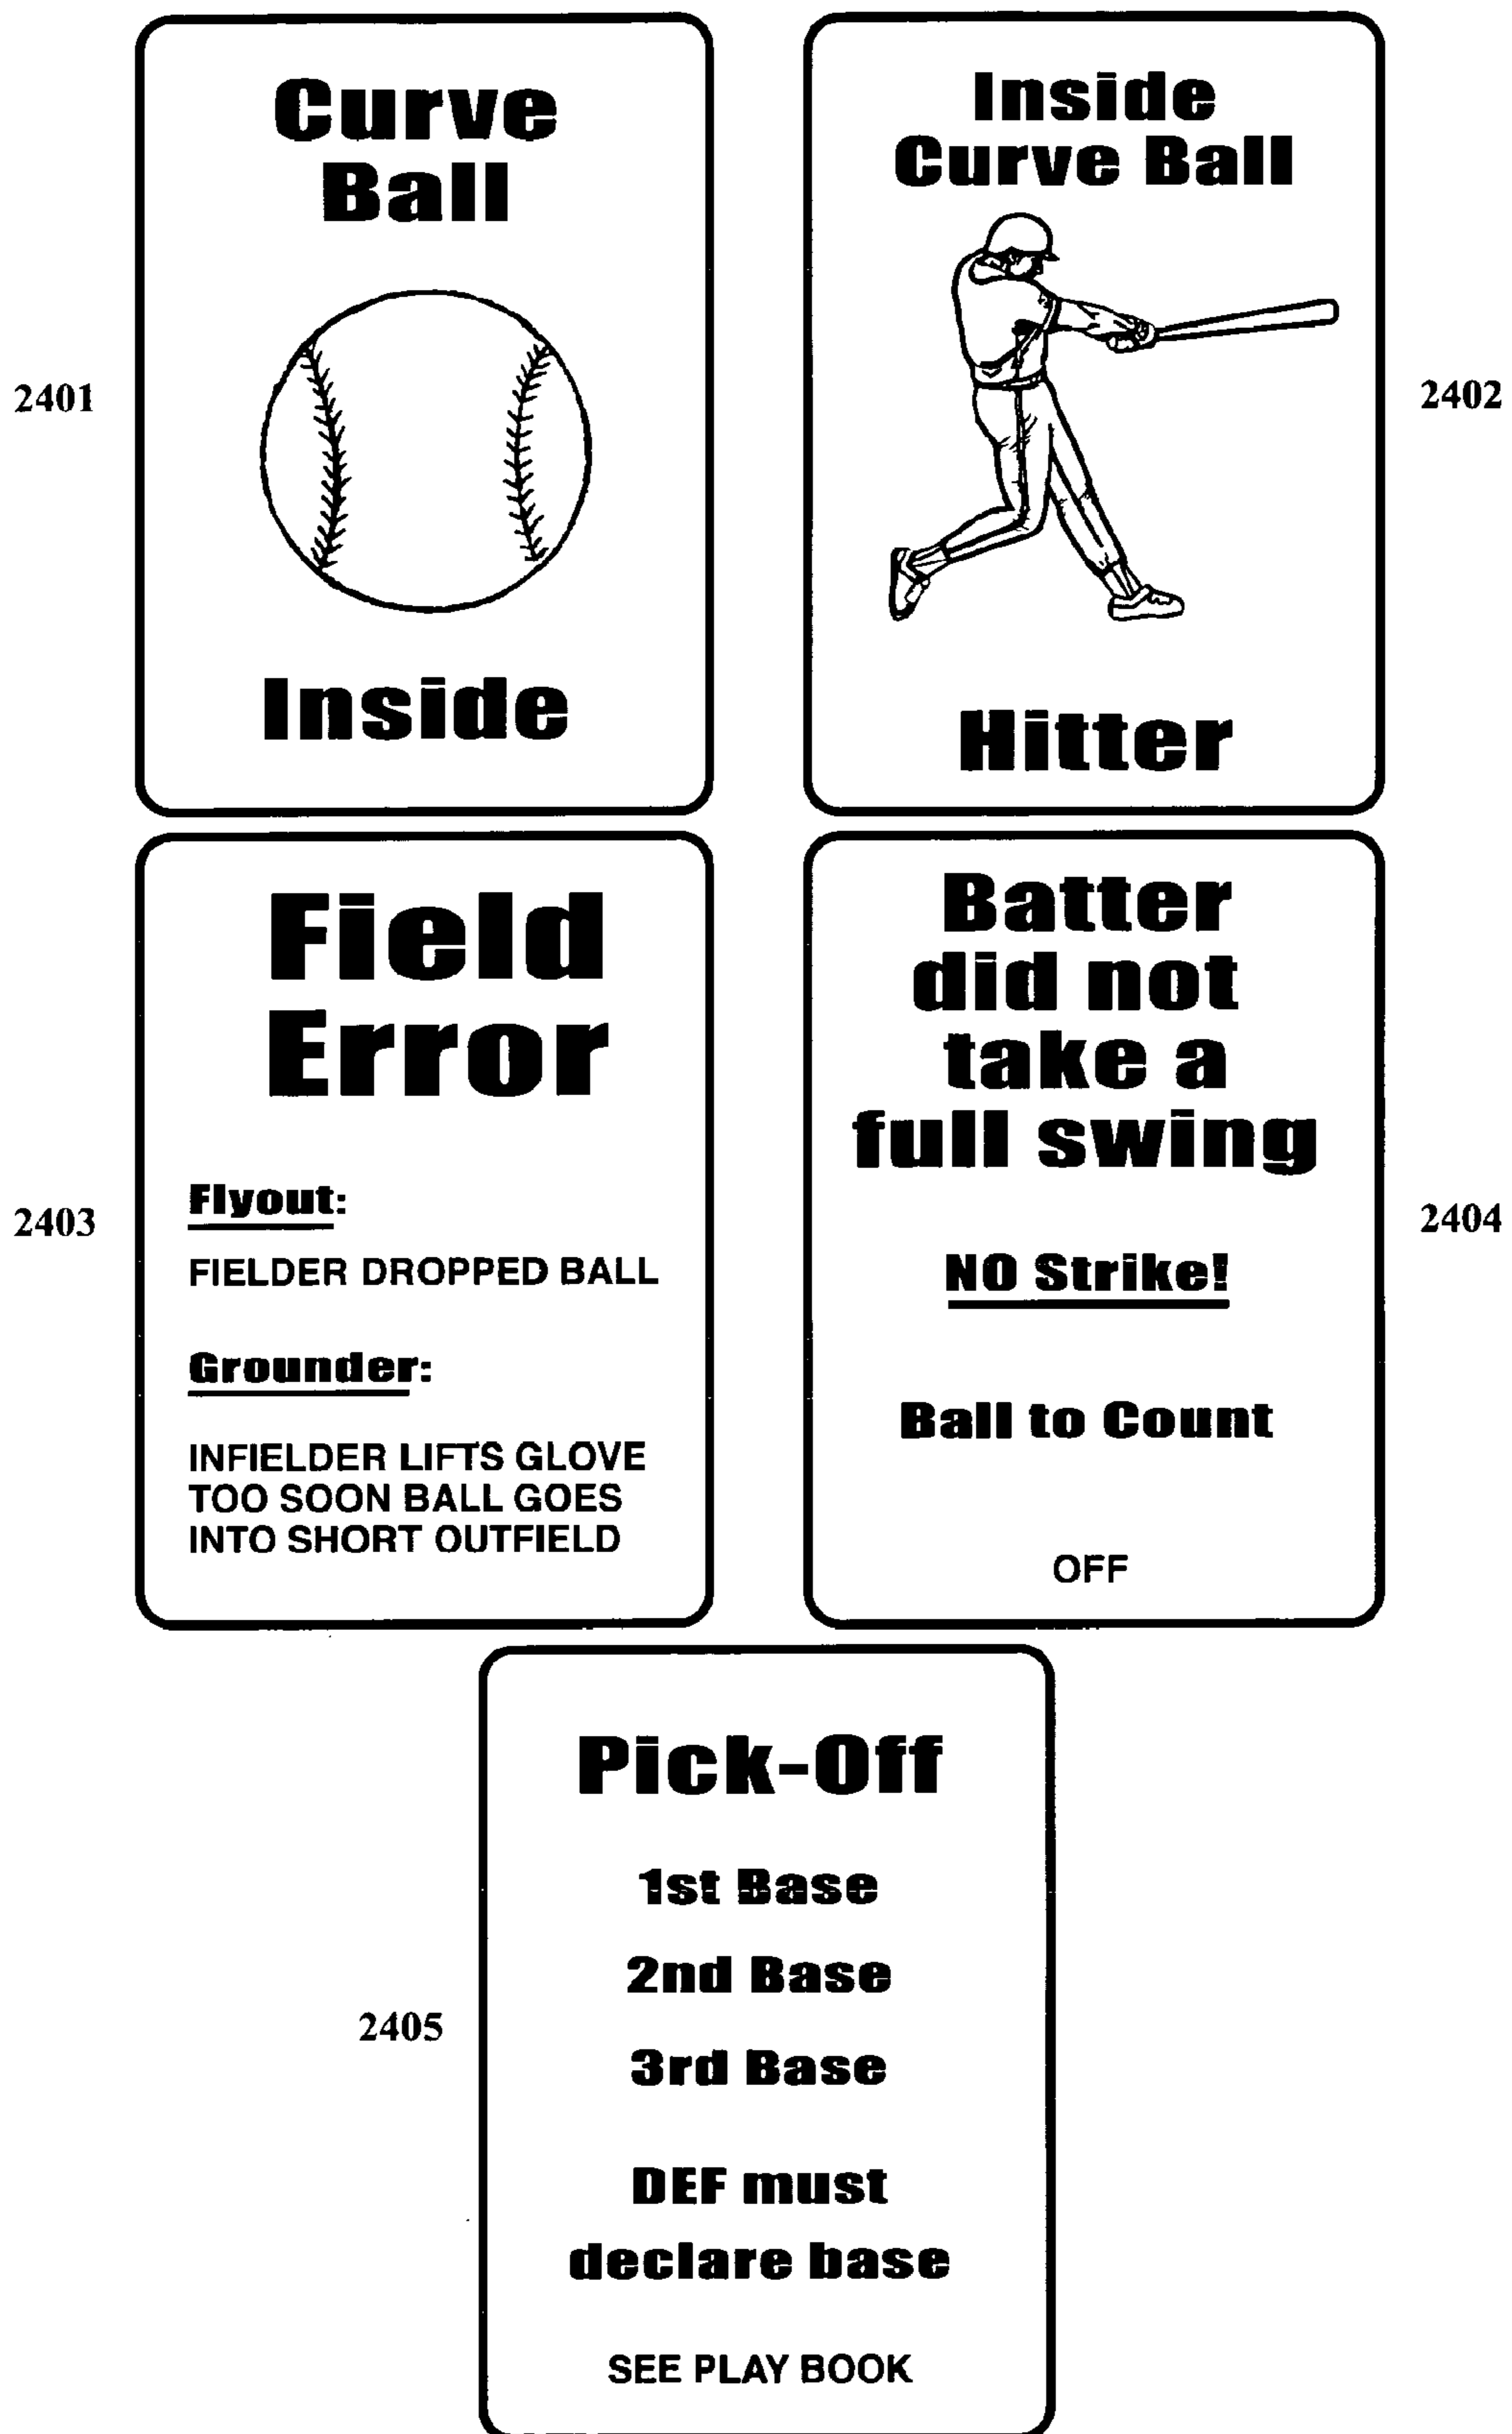 Curve
Ball
2401
Inside
Inside
Curve Ball
2402
Hitter
Field
Error
2403
Flyout:
FIELDER DROPPED BALL
Grounder:
INFIELDER LIFTS GLOVE
TOO SOON BALL GOES
INTO SHORT OUTFIELD
Batter
did not
take a
full swing
2404
NO Strike!
Ball to Count
OFF
Pick-Off
1st Base
2nd Base
2405
3rd Base
DEF must
declare base
SEE PLAY BOOK